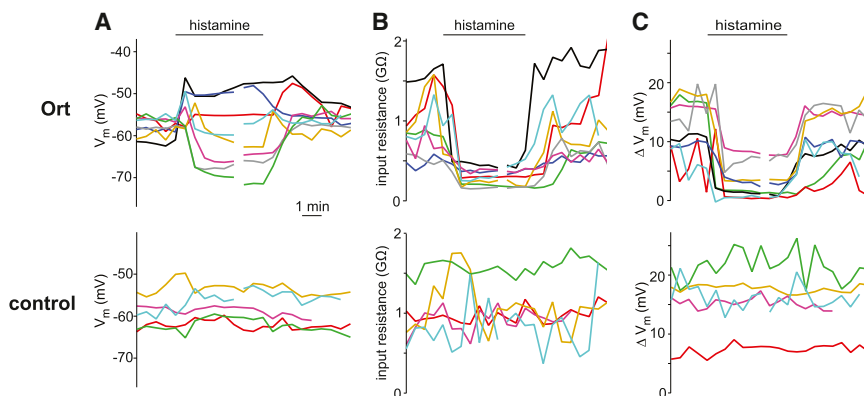 A
B
C
histamine
histamine
histamine
Ort
Vm (mV)
-40
-50
-60
-70
1 min
input resistance (GΩ)
2
1
0
Δ Vm (mV)
20
10
0
control
Vm (mV)
-50
-60
-70
input resistance (GΩ)
2
1
0
Δ Vm (mV)
20
10
0